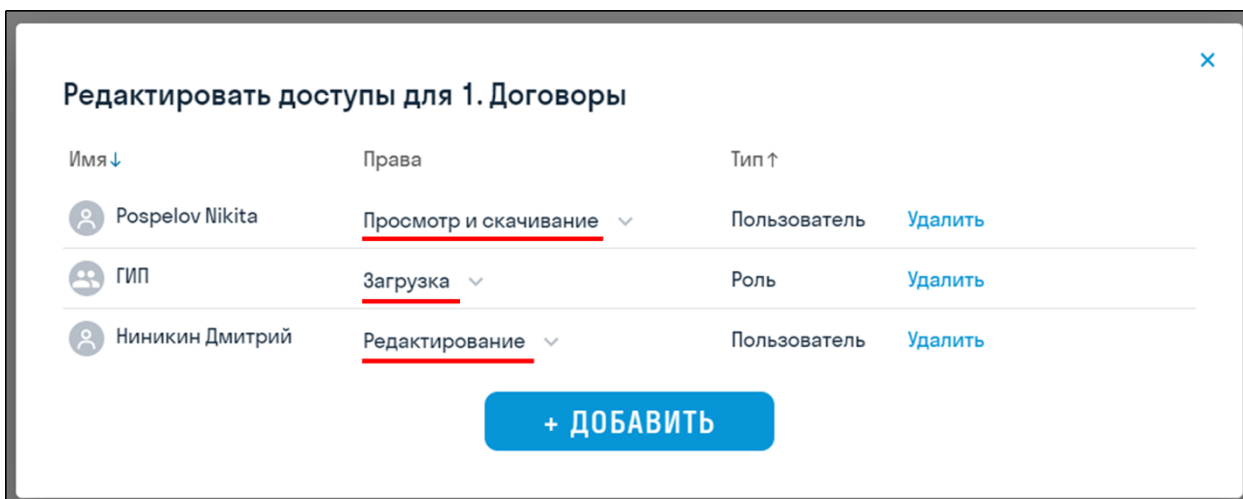 ×
Редактировать доступы для 1. Договоры
Имя↓ Права Тип↑
Pospelov Nikita Просмотр и скачивание Пользователь Удалить
ГИП Загрузка Роль Удалить
Ниникин Дмитрий Редактирование Пользователь Удалить
+ ДОБАВИТЬ